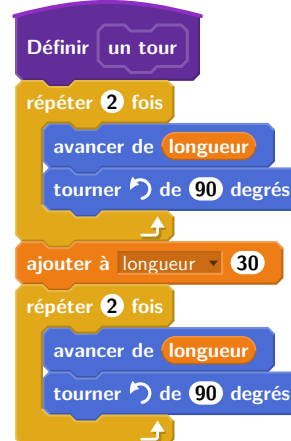 Définir un tour
répéter 2 fois
avancer de longueur
tourner de 90 degrés
ajouter à longueur 30
répéter 2 fois
avancer de longueur
tourner de 90 degrés